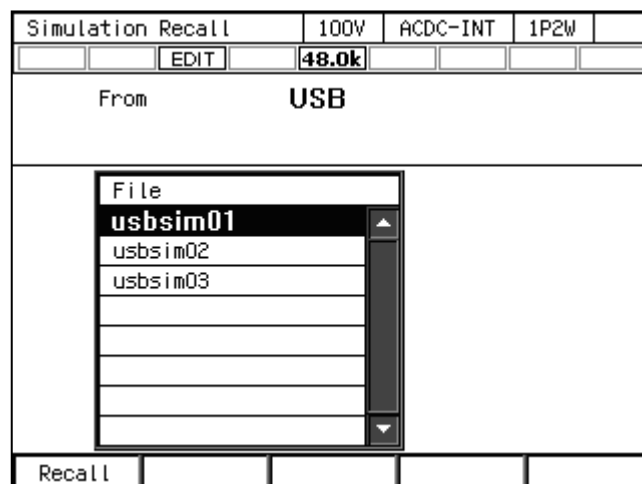 Simulation Recall 100V ACDC-INT 1P2W
EDIT 48.0k
From USB
File
usbsim01
usbsim02
usbsim03
Recall